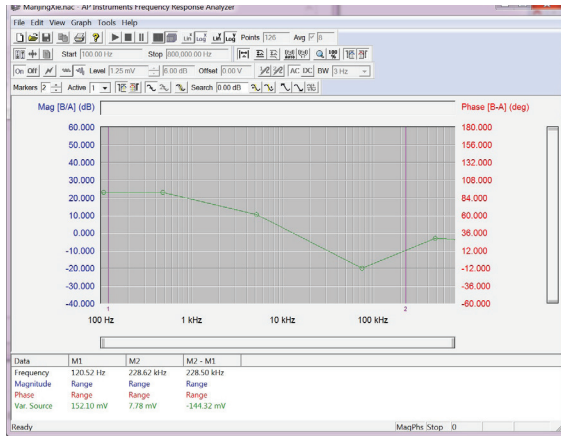 ManjingXie.nac - AP Instruments Frequency Response Analyzer
File Edit View Graph Tools Help
Lin Log Lin Log Points 126 Avg 8
Start 100.00 Hz Stop 800,000.00 Hz
On Off Level 1.25 mV 6.00 dB Offset 0.00 V AC DC BW 3 Hz
Markers 2 Active 1 Search 0.00 dB
Mag [B/A] (dB) Phase [B-A] (deg)
60.000 180.000
50.000 156.000
40.000 132.000
30.000 108.000
20.000 84.000
10.000 60.000
0.000 36.000
-10.000 12.000
-20.000 -12.000
-30.000 -36.000
-40.000 -60.000
1 2
100 Hz 1 kHz 10 kHz 100 kHz
Data M1 M2 M2 - M1
Frequency 120.52 Hz 228.62 kHz 228.50 kHz
Magnitude Range Range Range
Phase Range Range Range
Var. Source 152.10 mV 7.78 mV -144.32 mV
Ready MagPhs Stop 0